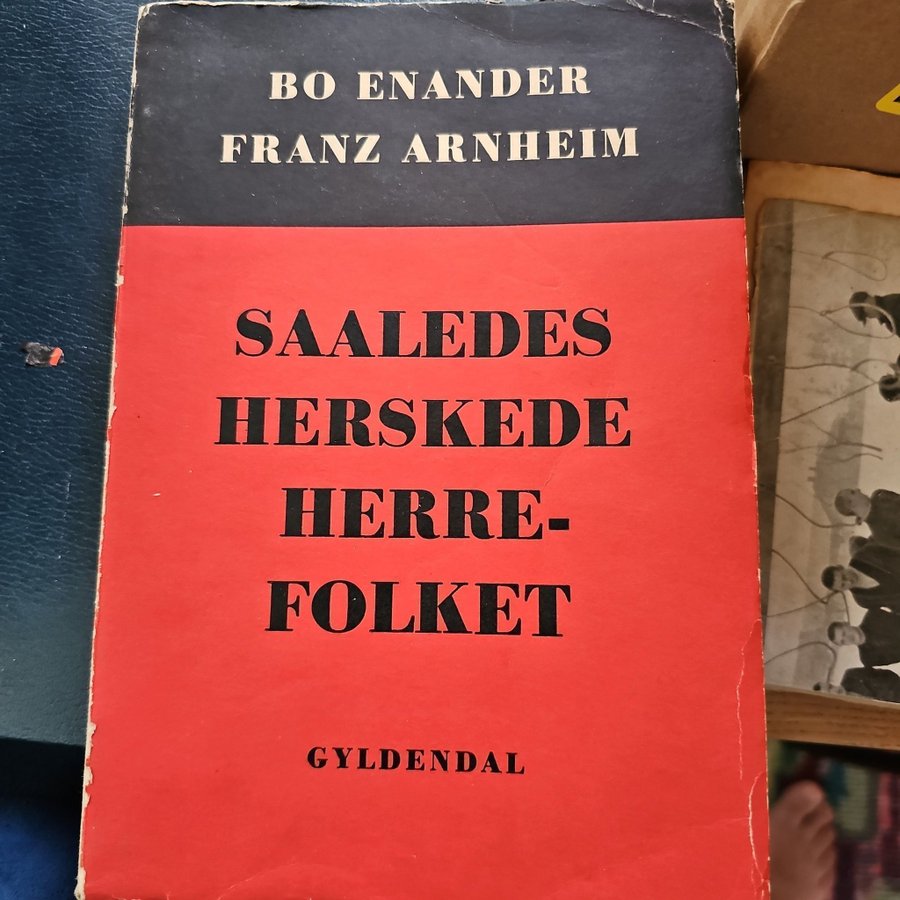 BO ENANDER
FRANZ ARNHEIM
SAALEDES
HERSKEDE
HERRE-
FOLKET
GYLDENDAL